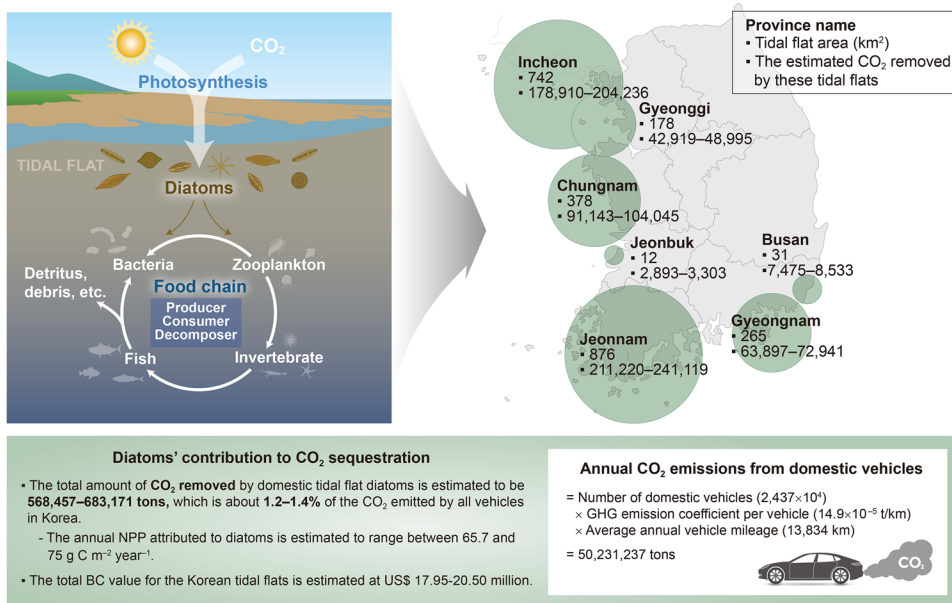 CO₂
Photosynthesis
TIDAL FLAT
Diatoms
Bacteria
Zooplankton
Detritus,
debris, etc.
Food chain
Producer
Consumer
Decomposer
Fish
Invertebrate
Province name
▪ Tidal flat area (km²)
▪ The estimated CO₂ removed
by these tidal flats
Incheon
▪ 742
▪ 178,910–204,236
Gyeonggi
▪ 178
▪ 42,919–48,995
Chungnam
▪ 378
▪ 91,143–104,045
Jeonbuk
▪ 12
▪ 2,893–3,303
Busan
▪ 31
▪ 7,475–8,533
Jeonnam
▪ 876
▪ 211,220–241,119
Gyeongnam
▪ 265
▪ 63,897–72,941
Diatoms’ contribution to CO₂ sequestration
▪ The total amount of CO₂ removed by domestic tidal flat diatoms is estimated to be
568,457–683,171 tons, which is about 1.2–1.4% of the CO₂ emitted by all vehicles
in Korea.
- The annual NPP attributed to diatoms is estimated to range between 65.7 and
75 g C m⁻² year⁻¹.
▪ The total BC value for the Korean tidal flats is estimated at US$ 17.95-20.50 million.
Annual CO₂ emissions from domestic vehicles
= Number of domestic vehicles (2,437×10⁴)
× GHG emission coefficient per vehicle (14.9×10⁻⁵ t/km)
× Average annual vehicle mileage (13,834 km)
= 50,231,237 tons
CO₂